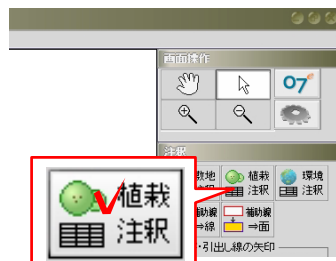 画面操作
07
注釈
敷地 植栽 環境
注釈 注釈 注釈
補助線 補助線
⇒線 ⇒面
引出し線の矢印
植栽
注釈